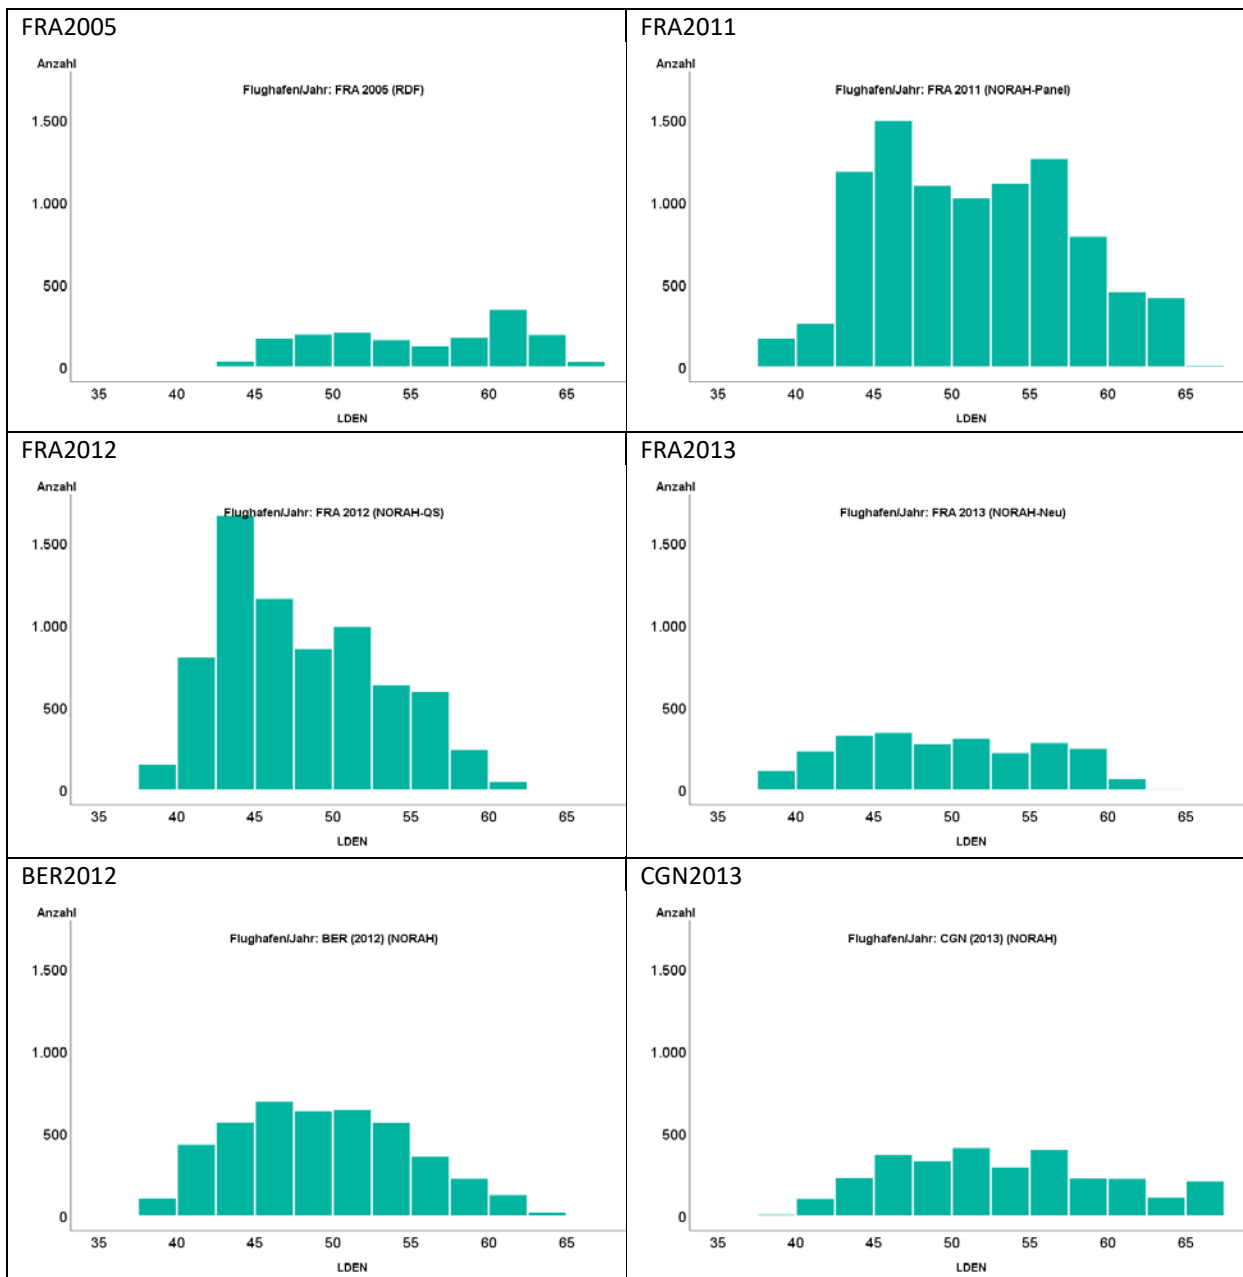 FRA2005
Anzahl
Flughafen/Jahr: FRA 2005 (RDF)
1.500
1.000
500
0
35 40 45 50 55 60 65
LDEN
FRA2011
Anzahl
Flughafen/Jahr: FRA 2011 (NORAH-Panel)
1.500
1.000
500
0
35 40 45 50 55 60 65
LDEN
FRA2012
Anzahl
Flughafen/Jahr: FRA 2012 (NORAH-QS)
1.500
1.000
500
0
35 40 45 50 55 60 65
LDEN
FRA2013
Anzahl
Flughafen/Jahr: FRA 2013 (NORAH-Neu)
1.500
1.000
500
0
35 40 45 50 55 60 65
LDEN
BER2012
Anzahl
Flughafen/Jahr: BER (2012) (NORAH)
1.500
1.000
500
0
35 40 45 50 55 60 65
LDEN
CGN2013
Anzahl
Flughafen/Jahr: CGN (2013) (NORAH)
1.500
1.000
500
0
35 40 45 50 55 60 65
LDEN